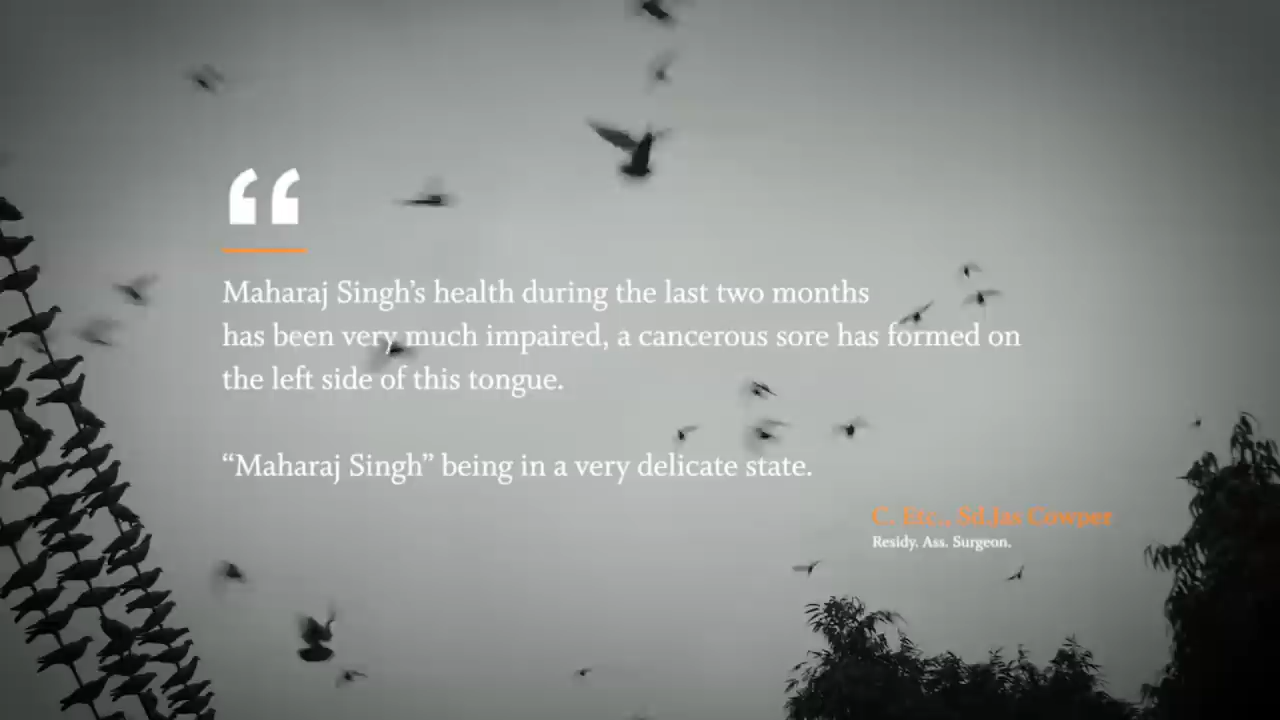 “
Maharaj Singh’s health during the last two months
has been very much impaired, a cancerous sore has formed on
the left side of this tongue.
“Maharaj Singh” being in a very delicate state.
C. Etc., Sd.Jas Cowper
Residy. Ass. Surgeon.